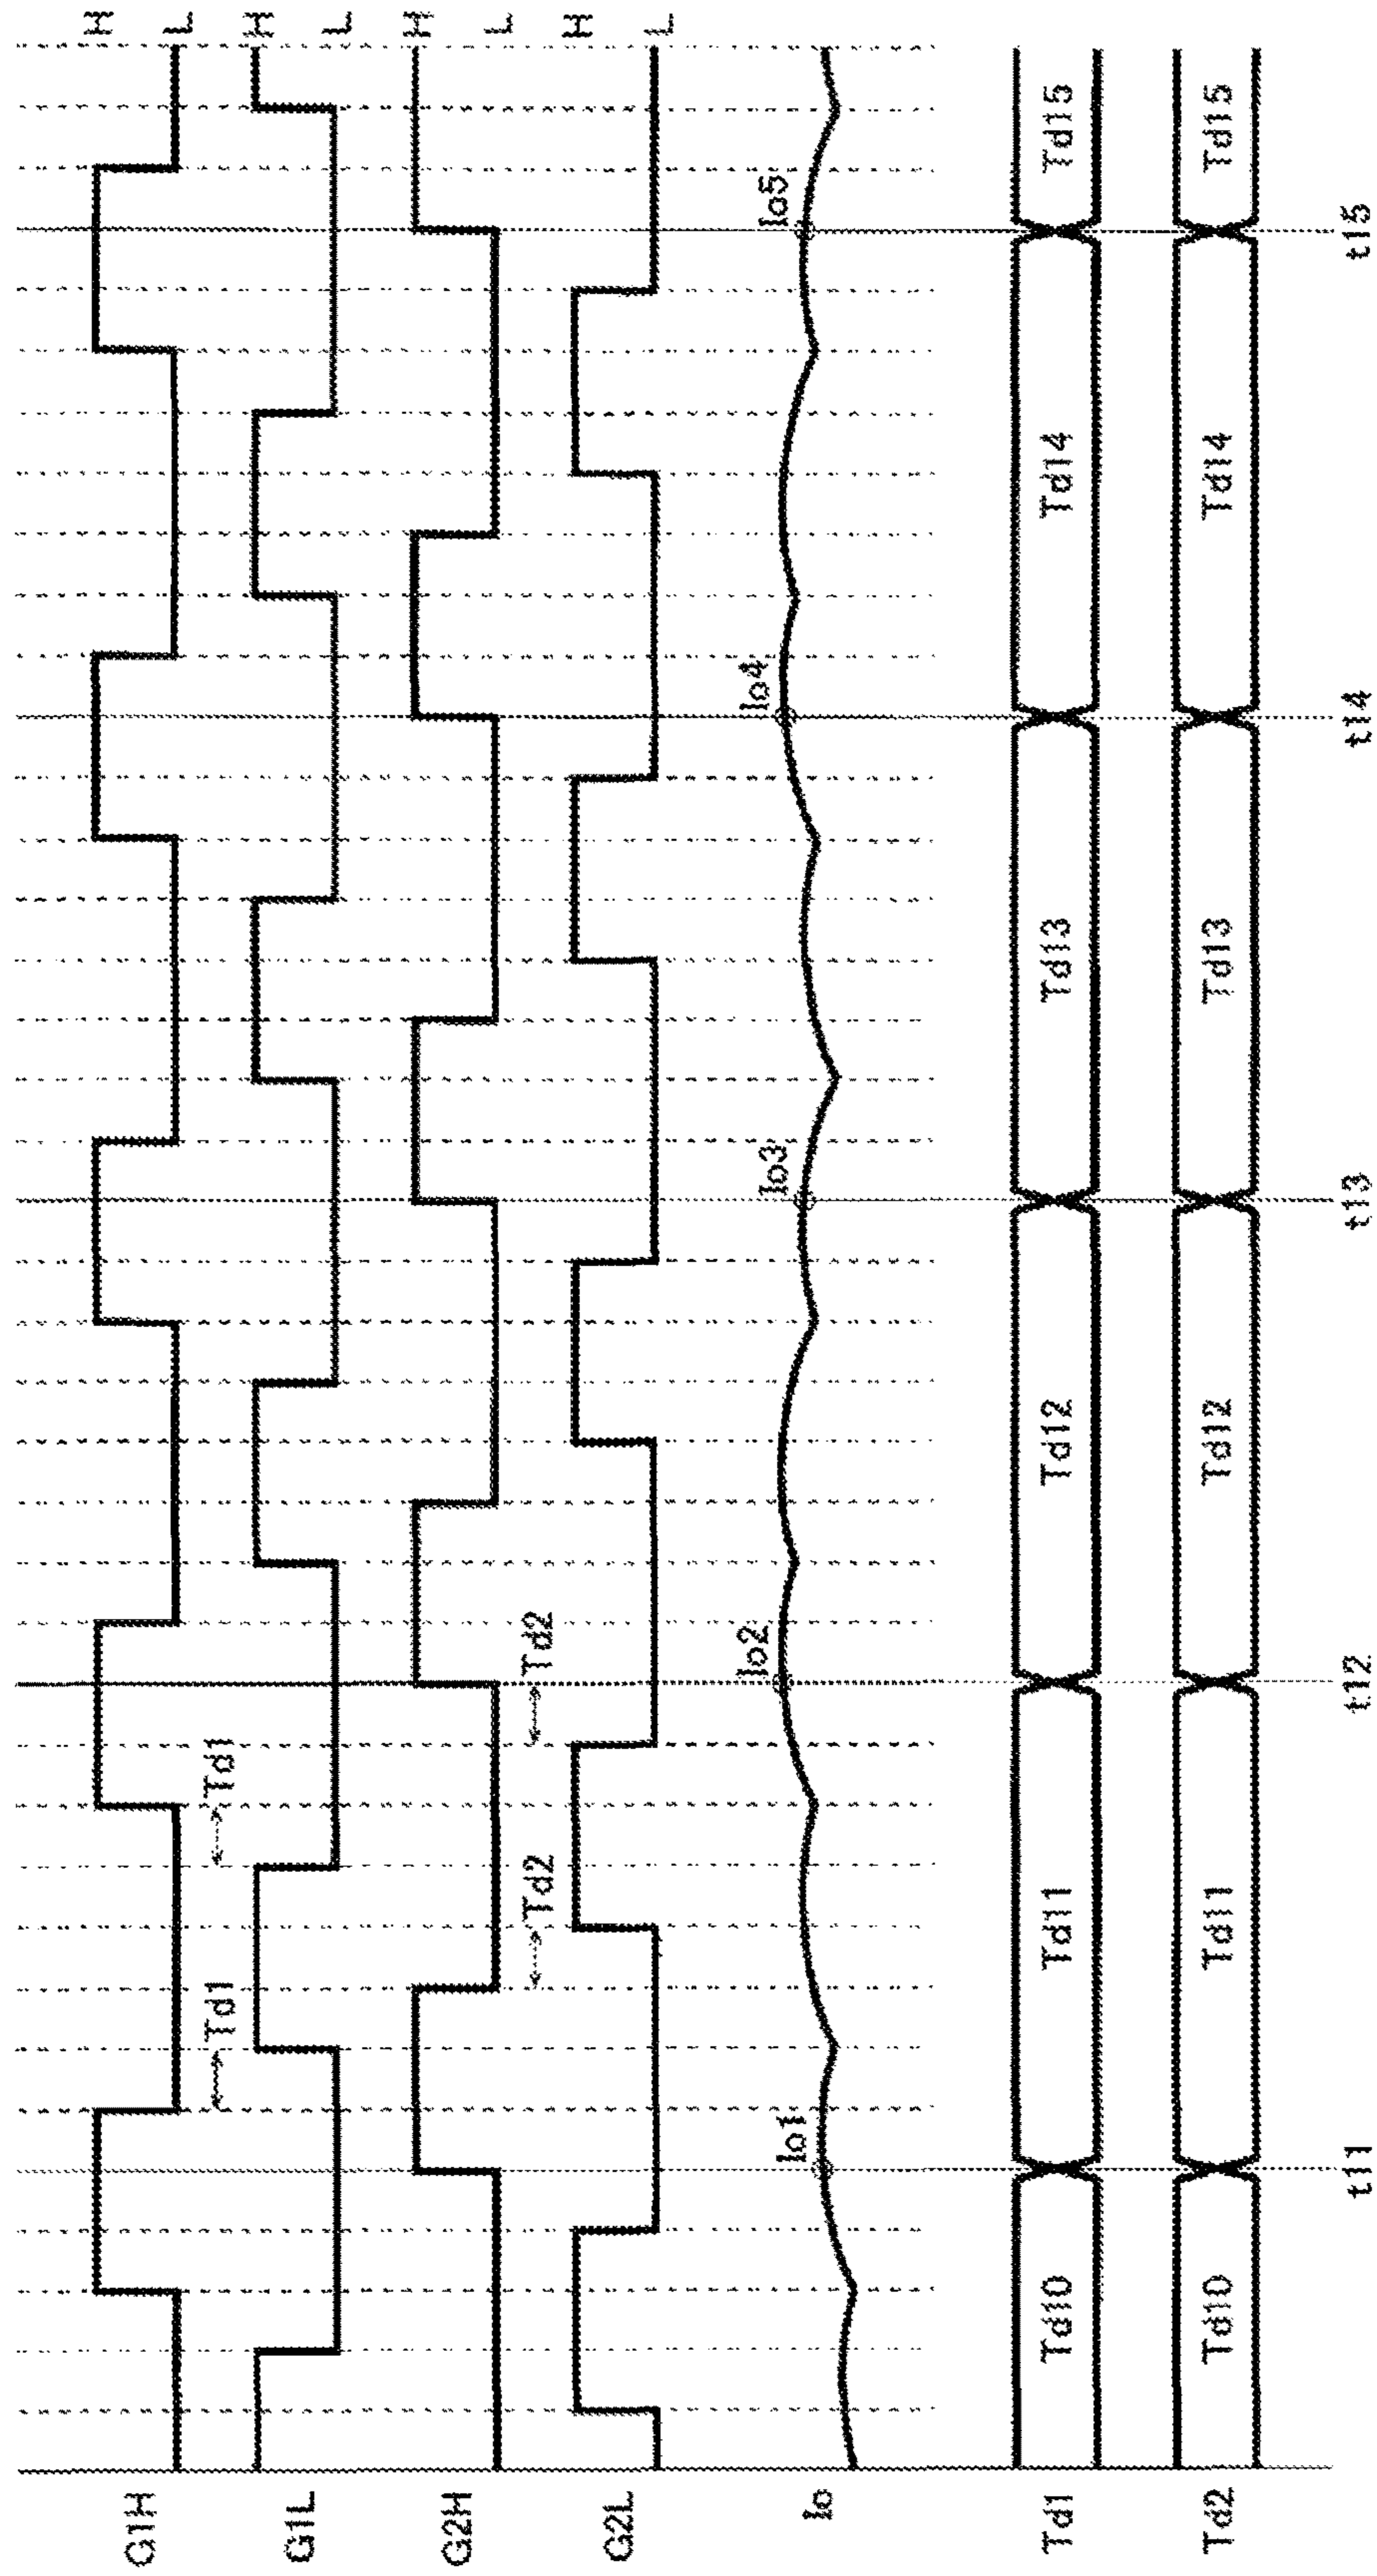 G1H H
L
Td1 Td1
G1L H
L
G2H H
L
Td2 Td2
G2L H
L
Io Io1 Io2 Io3 Io4 Io5
Td1 Td10 Td11 Td12 Td13 Td14 Td15
Td2 Td10 Td11 Td12 Td13 Td14 Td15
t11 t12 t13 t14 t15